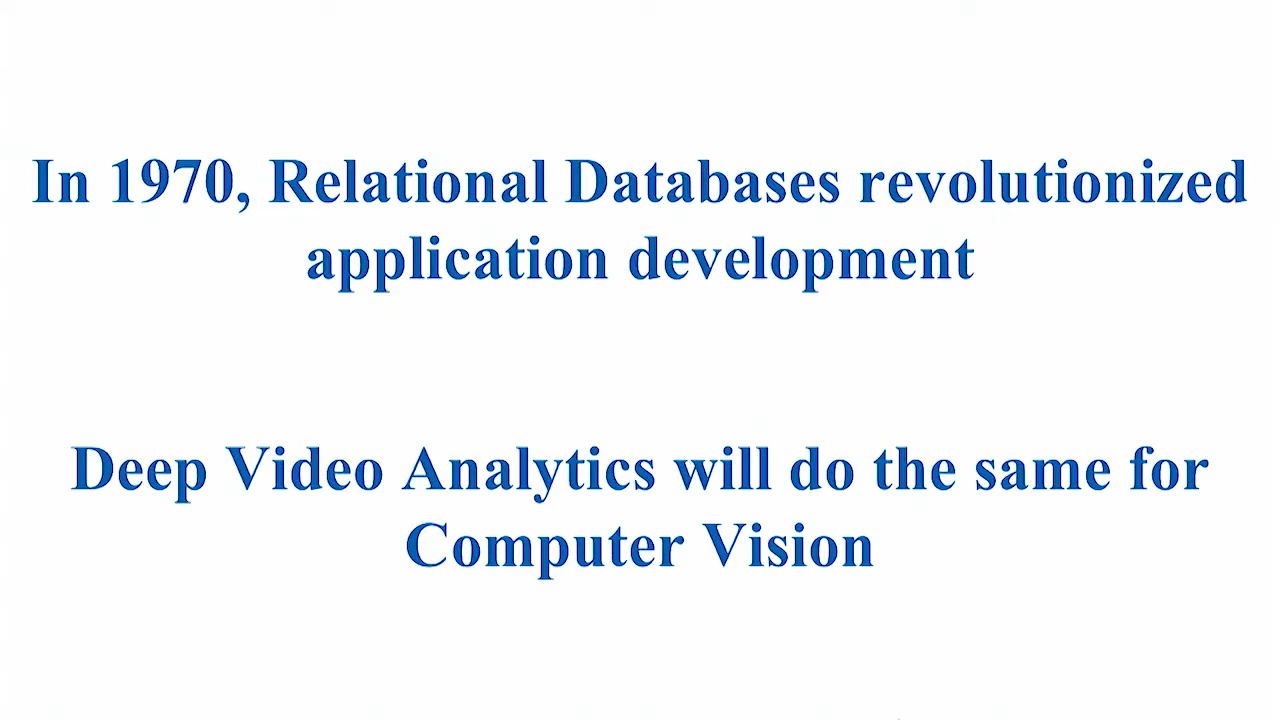 In 1970, Relational Databases revolutionized
application development
Deep Video Analytics will do the same for
Computer Vision